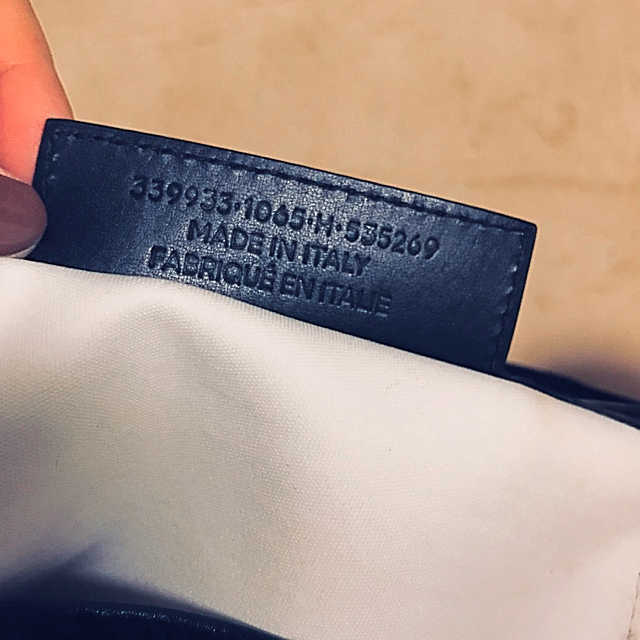 339933·1065·H·535269
MADE IN ITALY
FABRIQUÉ EN ITALIE